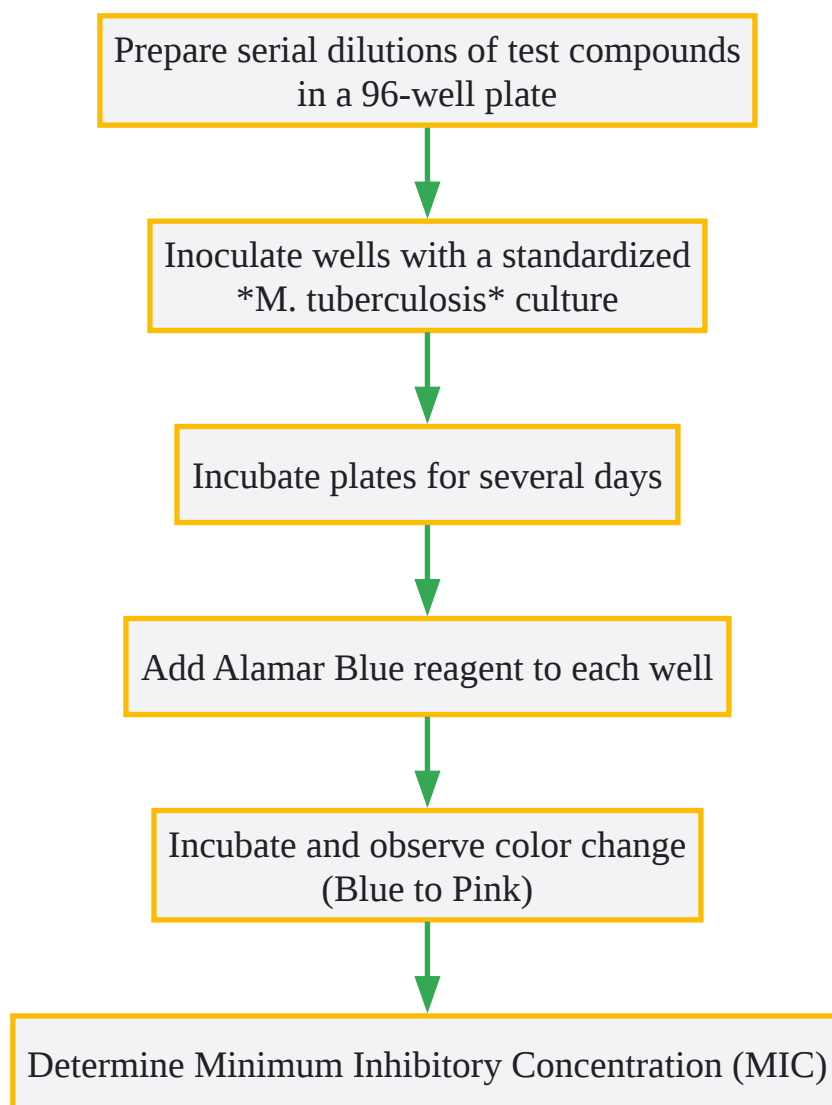 Prepare serial dilutions of test compounds
in a 96-well plate
Inoculate wells with a standardized
*M. tuberculosis* culture
Incubate plates for several days
Add Alamar Blue reagent to each well
Incubate and observe color change
(Blue to Pink)
Determine Minimum Inhibitory Concentration (MIC)